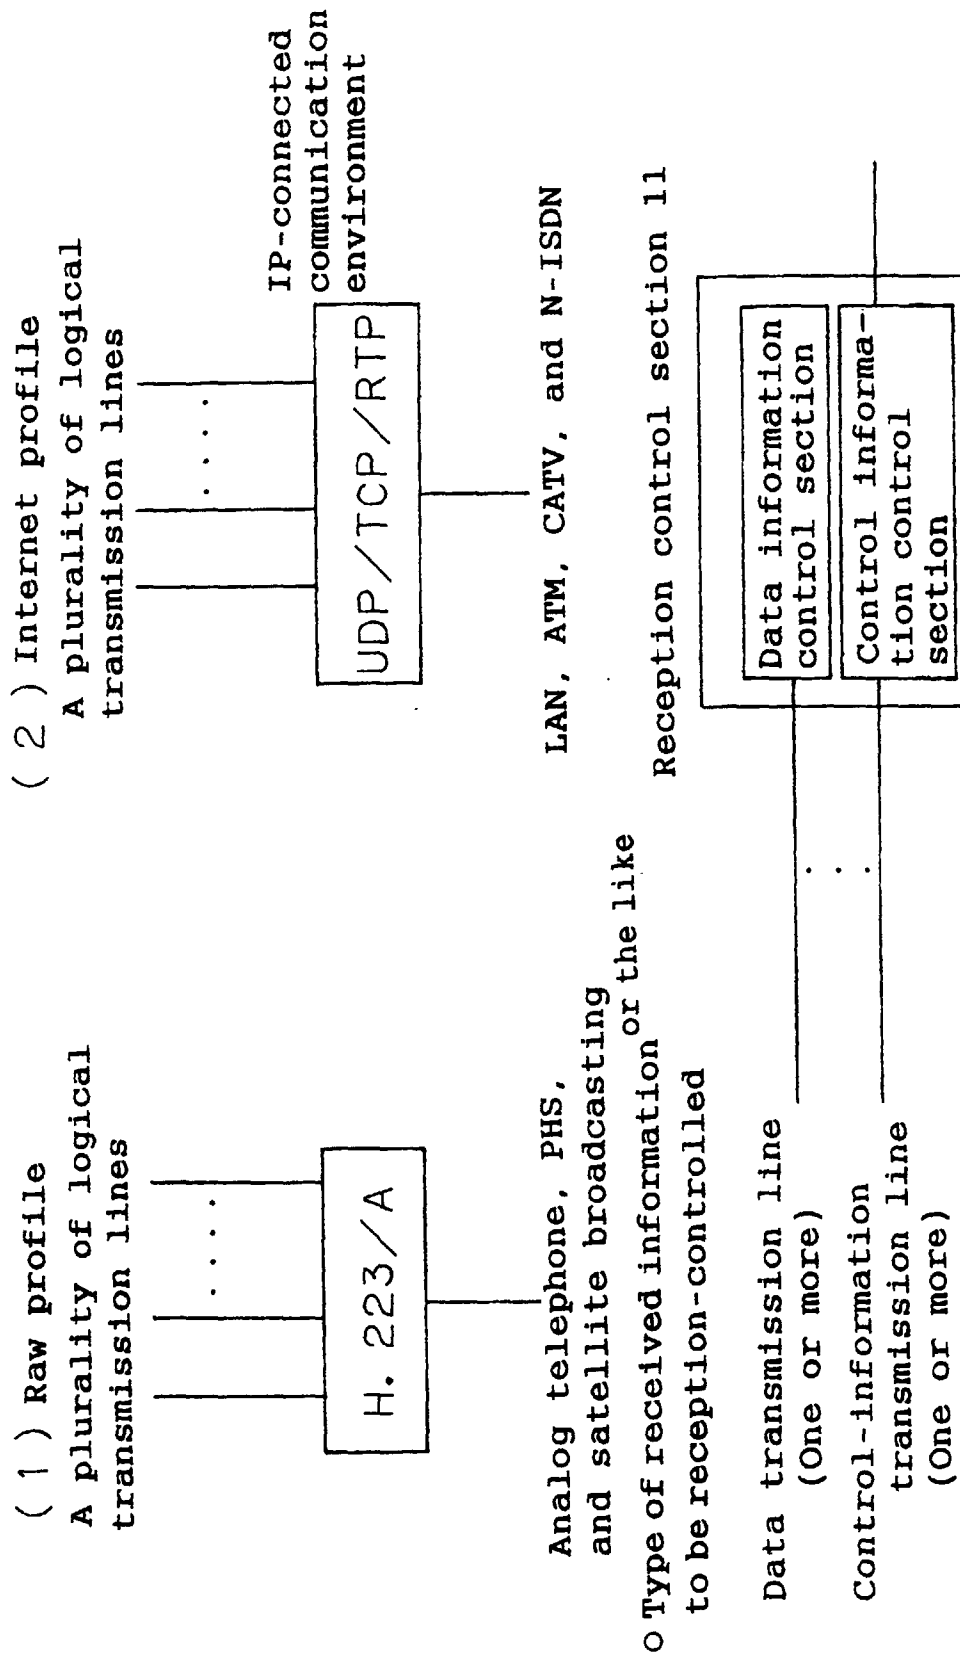 ( 1 ) Raw profile
A plurality of logical
transmission lines
. . . .
H. 223/A
Analog telephone, PHS,
and satellite broadcasting
or the like
( 2 ) Internet profile
A plurality of logical
transmission lines
. . . .
IP-connected
communication
environment
UDP/TCP/RTP
LAN, ATM, CATV, and N-ISDN
○ Type of received information
to be reception-controlled
Reception control section 11
Data transmission line
(One or more)
Control-information
transmission line
(One or more)
. . .
Data information
control section
Control informa-
tion control
section